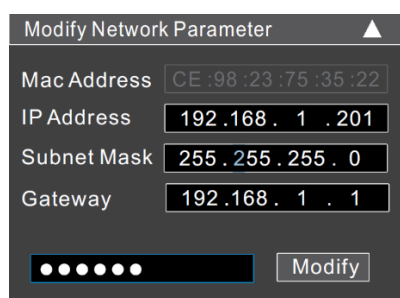 Modify Network Parameter
Mac Address CE:98:23:75:35:22
IP Address 192.168. 1 .201
Subnet Mask 255.255.255. 0
Gateway 192.168. 1 . 1
●●●●●● Modify